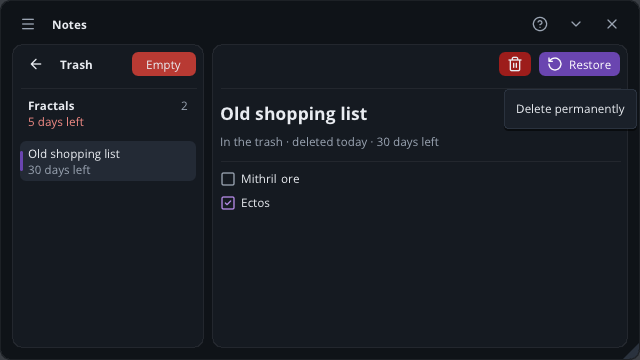 Notes
Trash
Empty
Fractals 2
5 days left
Old shopping list
30 days left
Restore
Delete permanently
Old shopping list
In the trash · deleted today · 30 days left
Mithril ore
Ectos